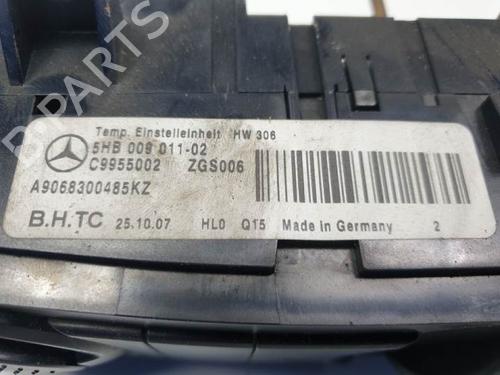 B-PARTS
Temp. Einstelleinheit HW 306
5HB 009 011-02
C9955002 ZGS006
A9068300485KZ
B.H.TC 25.10.07 HL0 Q15 Made in Germany 2